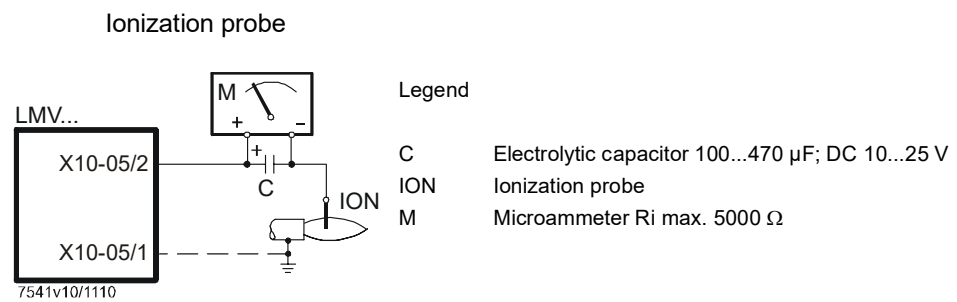 Ionization probe
M
+ –
LMV...
X10-05/2
+
C
ION
X10-05/1
7541v10/1110
Legend
C Electrolytic capacitor 100...470 µF; DC 10...25 V
ION Ionization probe
M Microammeter Ri max. 5000 Ω